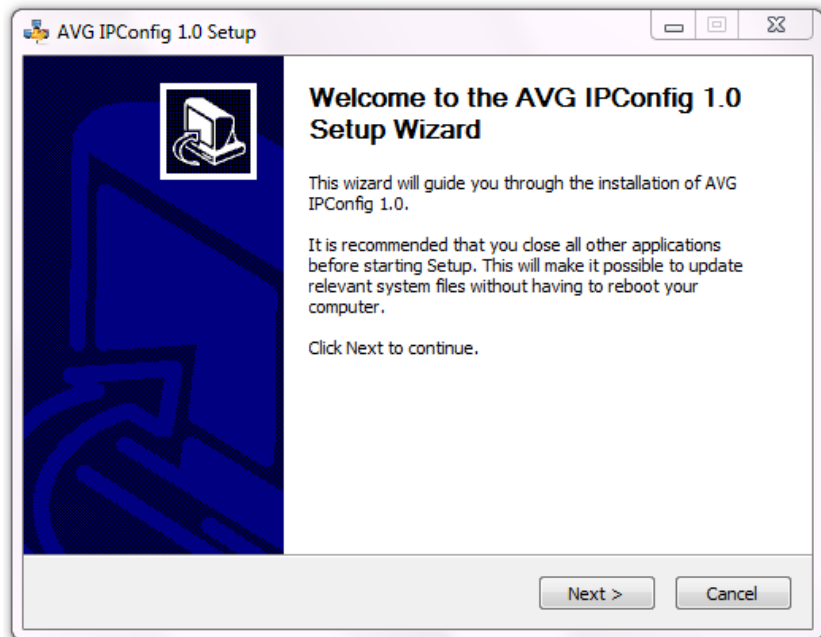 AVG IPConfig 1.0 Setup
Welcome to the AVG IPConfig 1.0
Setup Wizard
This wizard will guide you through the installation of AVG
IPConfig 1.0.
It is recommended that you close all other applications
before starting Setup. This will make it possible to update
relevant system files without having to reboot your
computer.
Click Next to continue.
Next >
Cancel